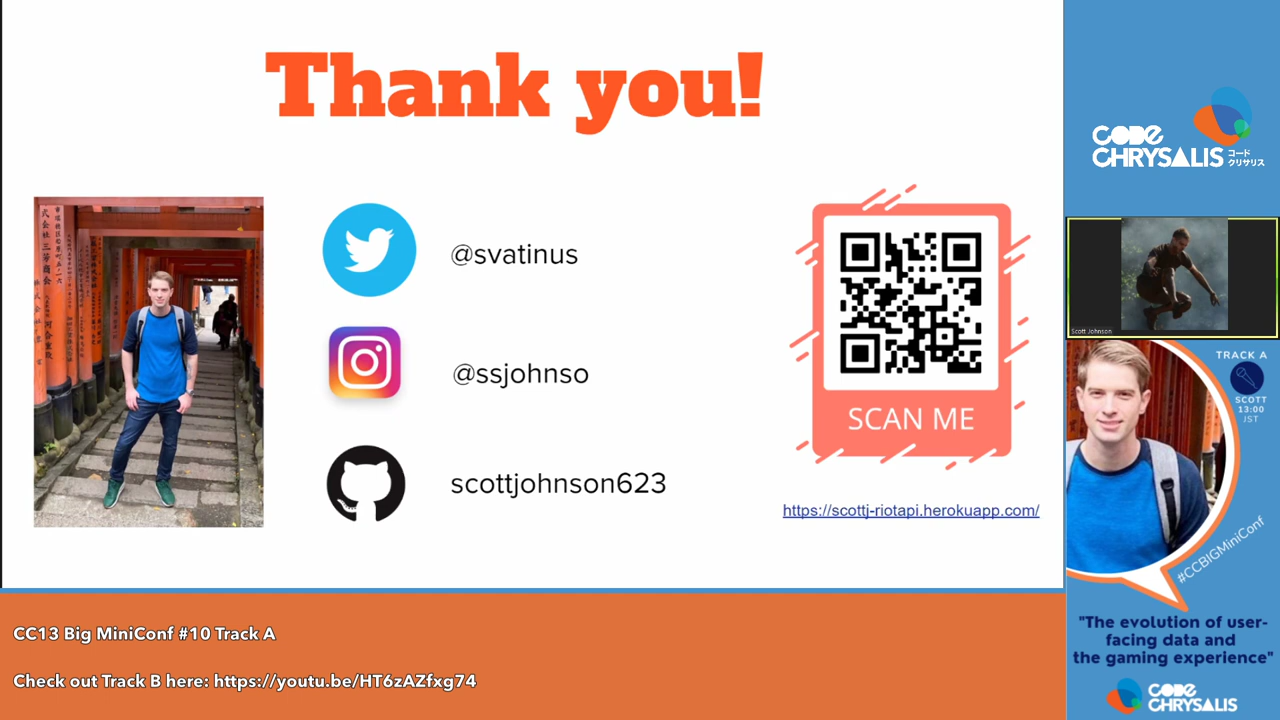 Thank you!
@svatinus
@ssjohnso
scottjohnson623
SCAN ME
https://scottj-riotapi.herokuapp.com/
CC13 Big MiniConf #10 Track A
Check out Track B here: https://youtu.be/HT6zAZfxg74
CODE
CHRYSALIS
コード
クリサリス
Scott Johnson
TRACK A
SCOTT
13:00
JST
#CCBIGMiniConf
"The evolution of user-
facing data and
the gaming experience"
CODE
CHRYSALIS